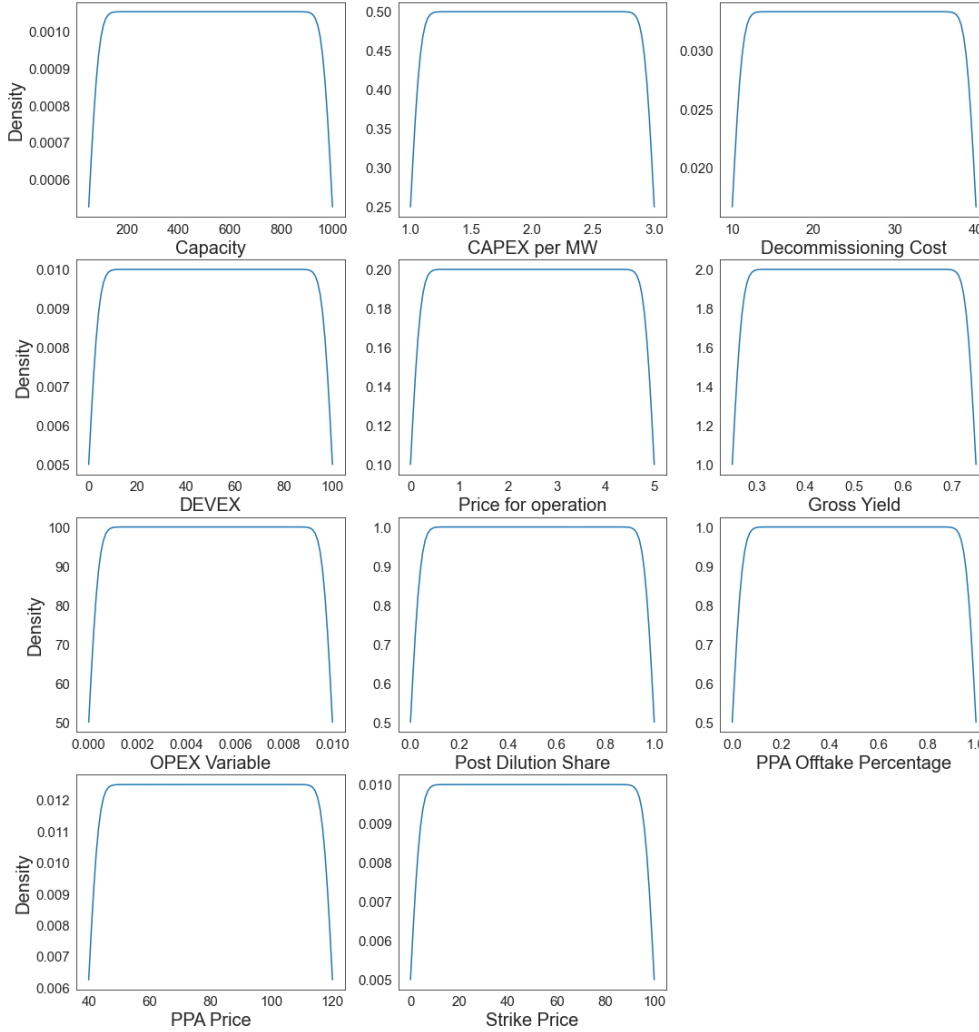 Density
0.0010
0.0009
0.0008
0.0007
0.0006
200 400 600 800 1000
Capacity
0.50
0.45
0.40
0.35
0.30
0.25
1.0 1.5 2.0 2.5 3.0
CAPEX per MW
0.030
0.025
0.020
10 20 30 40
Decommissioning Cost
Density
0.010
0.009
0.008
0.007
0.006
0.005
0 20 40 60 80 100
DEVEX
0.20
0.18
0.16
0.14
0.12
0.10
0 1 2 3 4 5
Price for operation
2.0
1.8
1.6
1.4
1.2
1.0
0.3 0.4 0.5 0.6 0.7
Gross Yield
Density
100
90
80
70
60
50
0.000 0.002 0.004 0.006 0.008 0.010
OPEX Variable
1.0
0.9
0.8
0.7
0.6
0.5
0.0 0.2 0.4 0.6 0.8 1.0
Post Dilution Share
1.0
0.9
0.8
0.7
0.6
0.5
0.0 0.2 0.4 0.6 0.8 1.0
PPA Offtake Percentage
Density
0.012
0.011
0.010
0.009
0.008
0.007
0.006
40 60 80 100 120
PPA Price
0.010
0.009
0.008
0.007
0.006
0.005
0 20 40 60 80 100
Strike Price